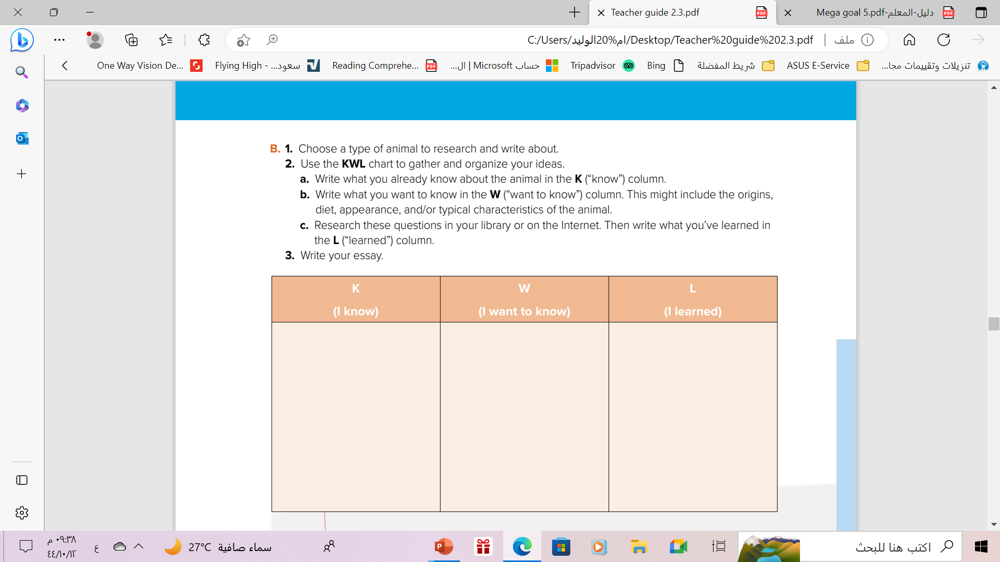 Teacher guide 2.3.pdf
دليل-المعلم-Mega goal 5.pdf
C:/Users/ام%20الوليد/Desktop/Teacher%20guide%202.3.pdf
ملف
One Way Vision De...
Flying High - سعود...
Reading Comprehe...
حساب Microsoft | ال...
Tripadvisor
Bing
شريط المفضلة
ASUS E-Service
تنزيلات وتقييمات مجا...
B. 1. Choose a type of animal to research and write about.
2. Use the KWL chart to gather and organize your ideas.
a. Write what you already know about the animal in the K (“know”) column.
b. Write what you want to know in the W (“want to know”) column. This might include the origins,
diet, appearance, and/or typical characteristics of the animal.
c. Research these questions in your library or on the Internet. Then write what you’ve learned in
the L (“learned”) column.
3. Write your essay.
K
(I know)
W
(I want to know)
L
(I learned)
٠٩:٣٨ م
٤٤/١٠/١٢
ع
27°C سماء صافية
اكتب هنا للبحث